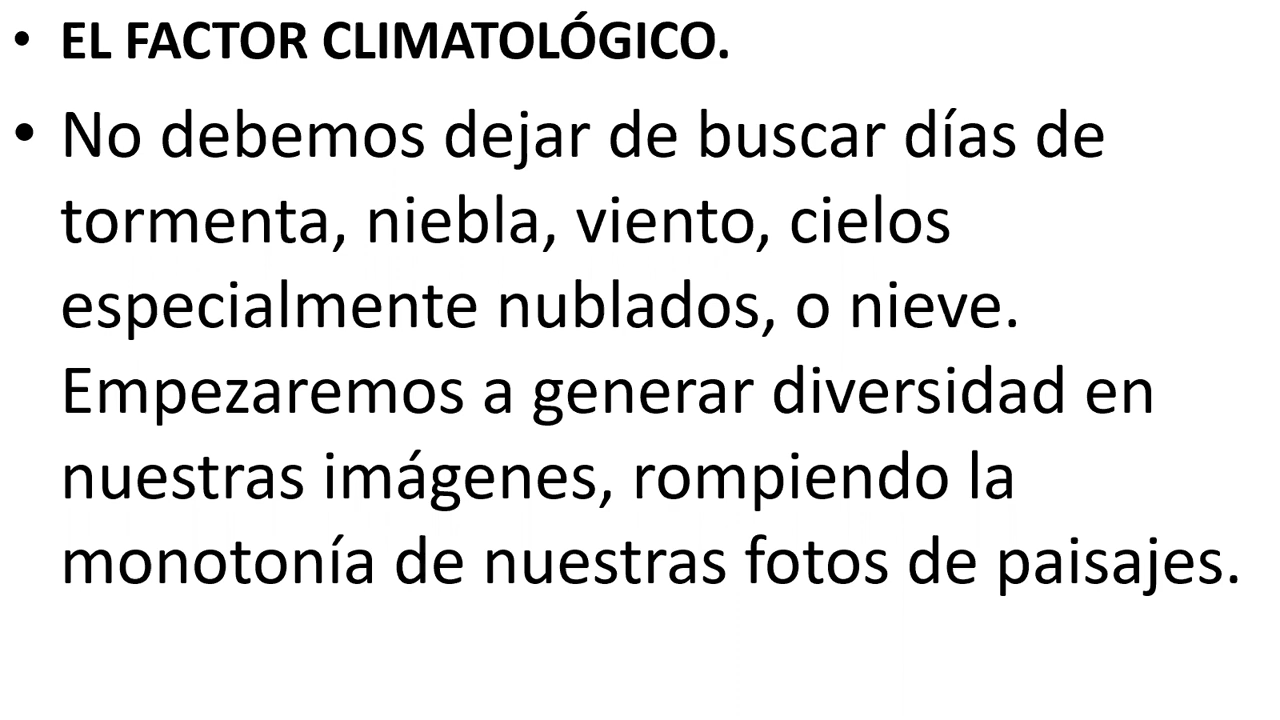 • EL FACTOR CLIMATOLÓGICO.
• No debemos dejar de buscar días de
tormenta, niebla, viento, cielos
especialmente nublados, o nieve.
Empezaremos a generar diversidad en
nuestras imágenes, rompiendo la
monotonía de nuestras fotos de paisajes.